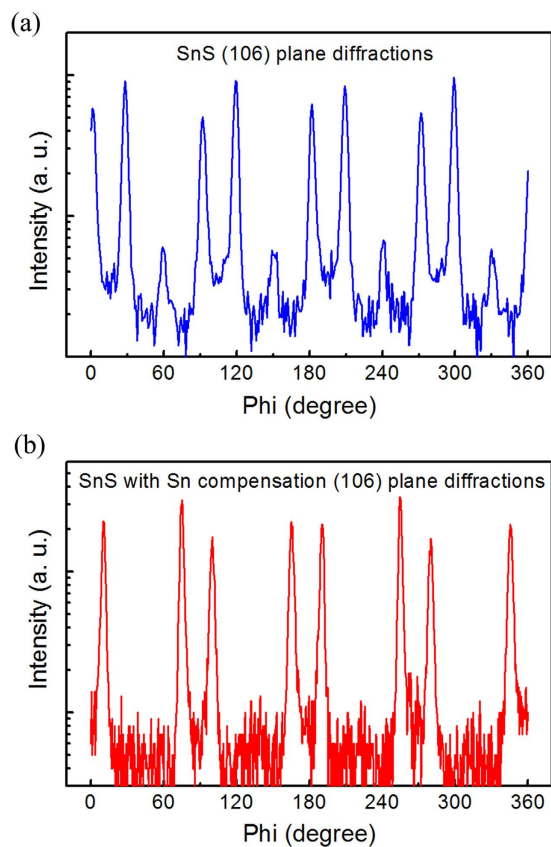 (a)
SnS (106) plane diffractions
Intensity (a. u.)
0 60 120 180 240 300 360
Phi (degree)
(b)
SnS with Sn compensation (106) plane diffractions
Intensity (a. u.)
0 60 120 180 240 300 360
Phi (degree)